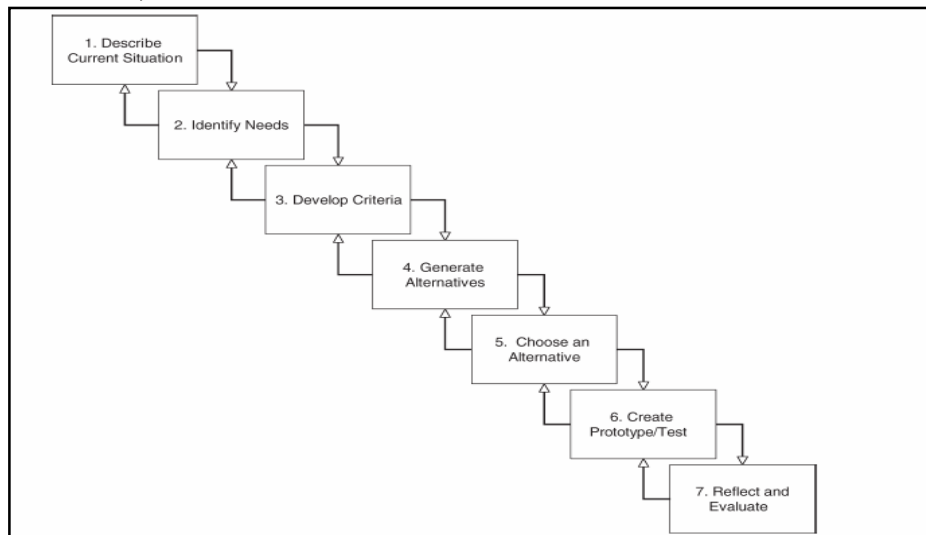 1. Describe
Current Situation
2. Identify Needs
3. Develop Criteria
4. Generate
Alternatives
5. Choose an
Alternative
6. Create
Prototype/Test
7. Reflect and
Evaluate